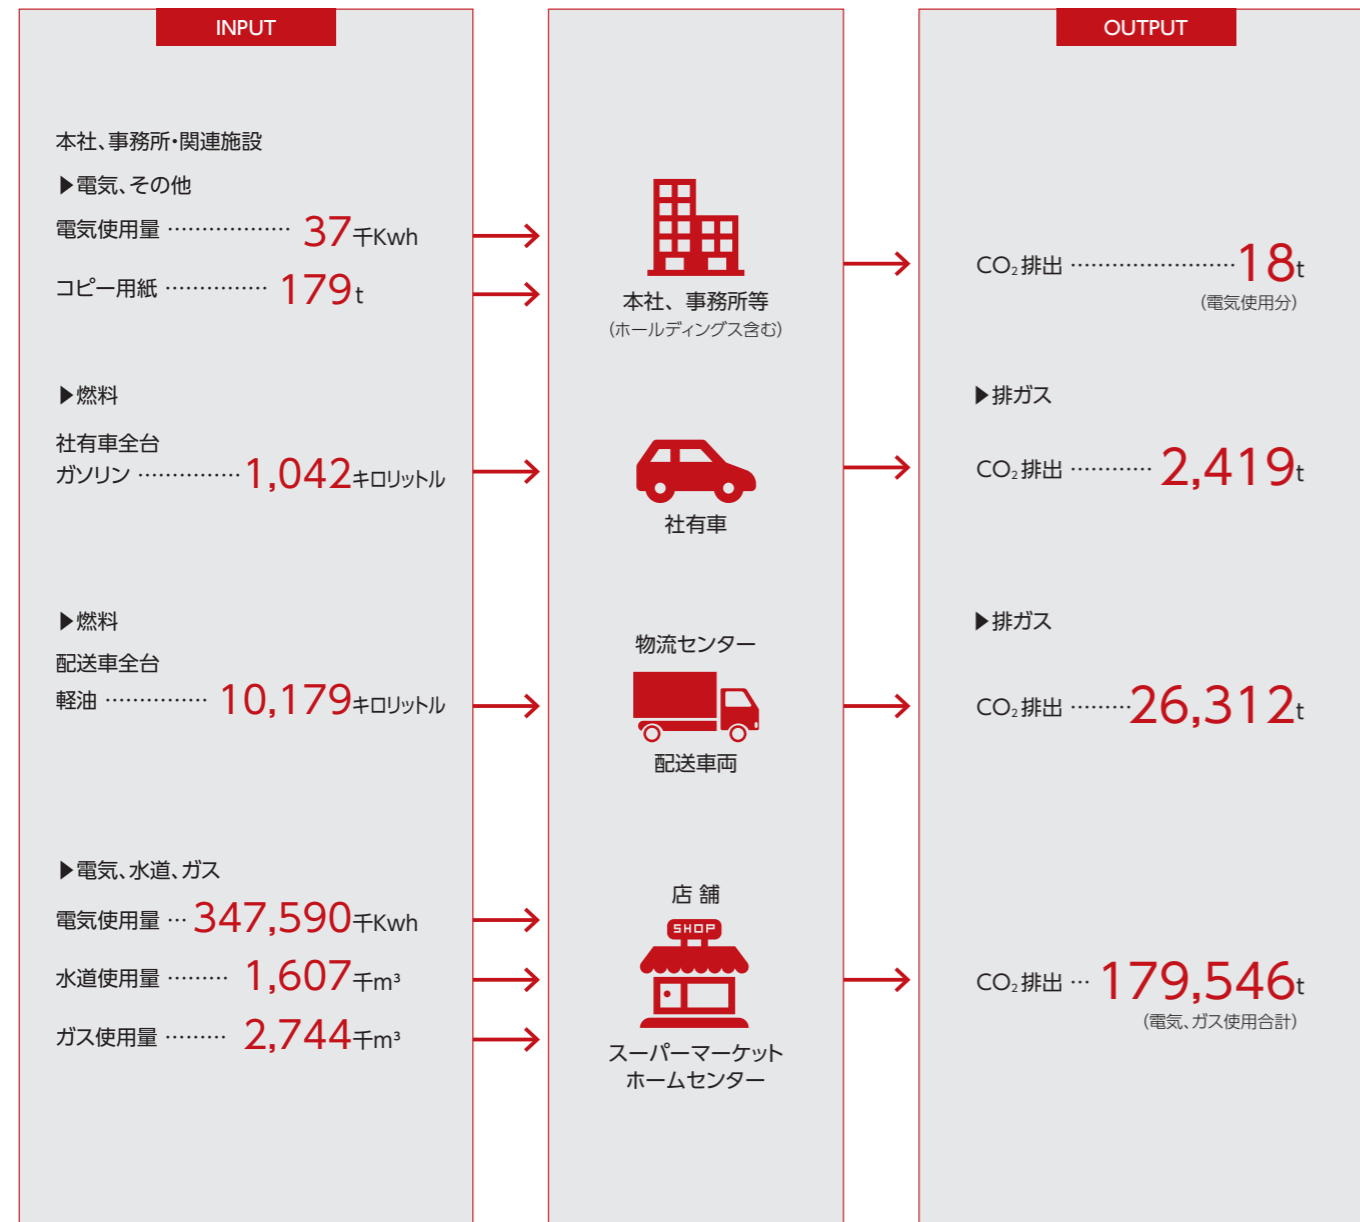 INPUT
本社、事務所・関連施設
▶電気、その他
電気使用量 ……………… 37千Kwh
コピー用紙 …………… 179t
▶燃料
社有車全台
ガソリン …………… 1,042キロリットル
▶燃料
配送車全台
軽油 …………… 10,179キロリットル
▶電気、水道、ガス
電気使用量 … 347,590千Kwh
水道使用量 ……… 1,607千m³
ガス使用量 ……… 2,744千m³
本社、事務所等
(ホールディングス含む)
社有車
物流センター
配送車両
店 舗
SHOP
スーパーマーケット
ホームセンター
OUTPUT
CO₂排出 ……………………18t
(電気使用分)
▶排ガス
CO₂排出 ………… 2,419t
▶排ガス
CO₂排出 ………26,312t
CO₂排出 … 179,546t
(電気、ガス使用合計)